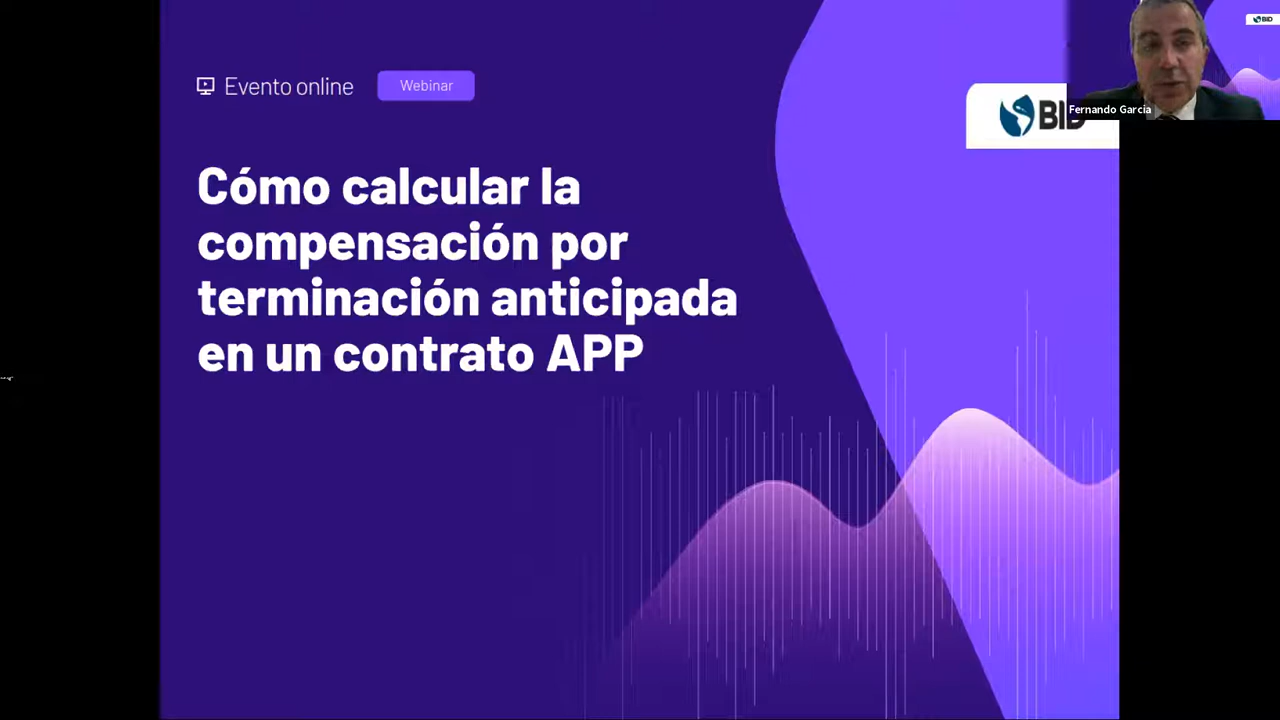 Evento online
Webinar
BID
BID
Fernando García
Cómo calcular la
compensación por
terminación anticipada
en un contrato APP